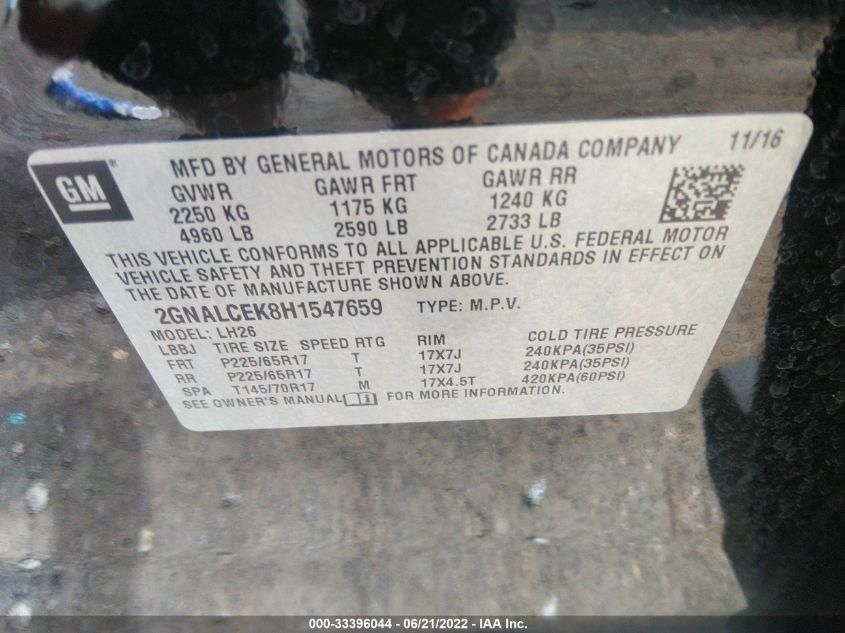 GM ® MFD BY GENERAL MOTORS OF CANADA COMPANY 11/16
GVWR GAWR FRT GAWR RR
2250 KG 1175 KG 1240 KG
4960 LB 2590 LB 2733 LB
THIS VEHICLE CONFORMS TO ALL APPLICABLE U.S. FEDERAL MOTOR
VEHICLE SAFETY AND THEFT PREVENTION STANDARDS IN EFFECT ON
THE DATE OF MANUFACTURE SHOWN ABOVE.
2GNALCEK8H1547659 TYPE: M.P.V.
MODEL: LH26
LBBJ TIRE SIZE SPEED RTG RIM COLD TIRE PRESSURE
FRT P225/65R17 T 17X7J 240KPA(35PSI)
RR P225/65R17 T 17X7J 240KPA(35PSI)
SPA T145/70R17 M 17X4.5T 420KPA(60PSI)
SEE OWNER'S MANUAL FOR MORE INFORMATION.
000-33396044 - 06/21/2022 - IAA Inc.